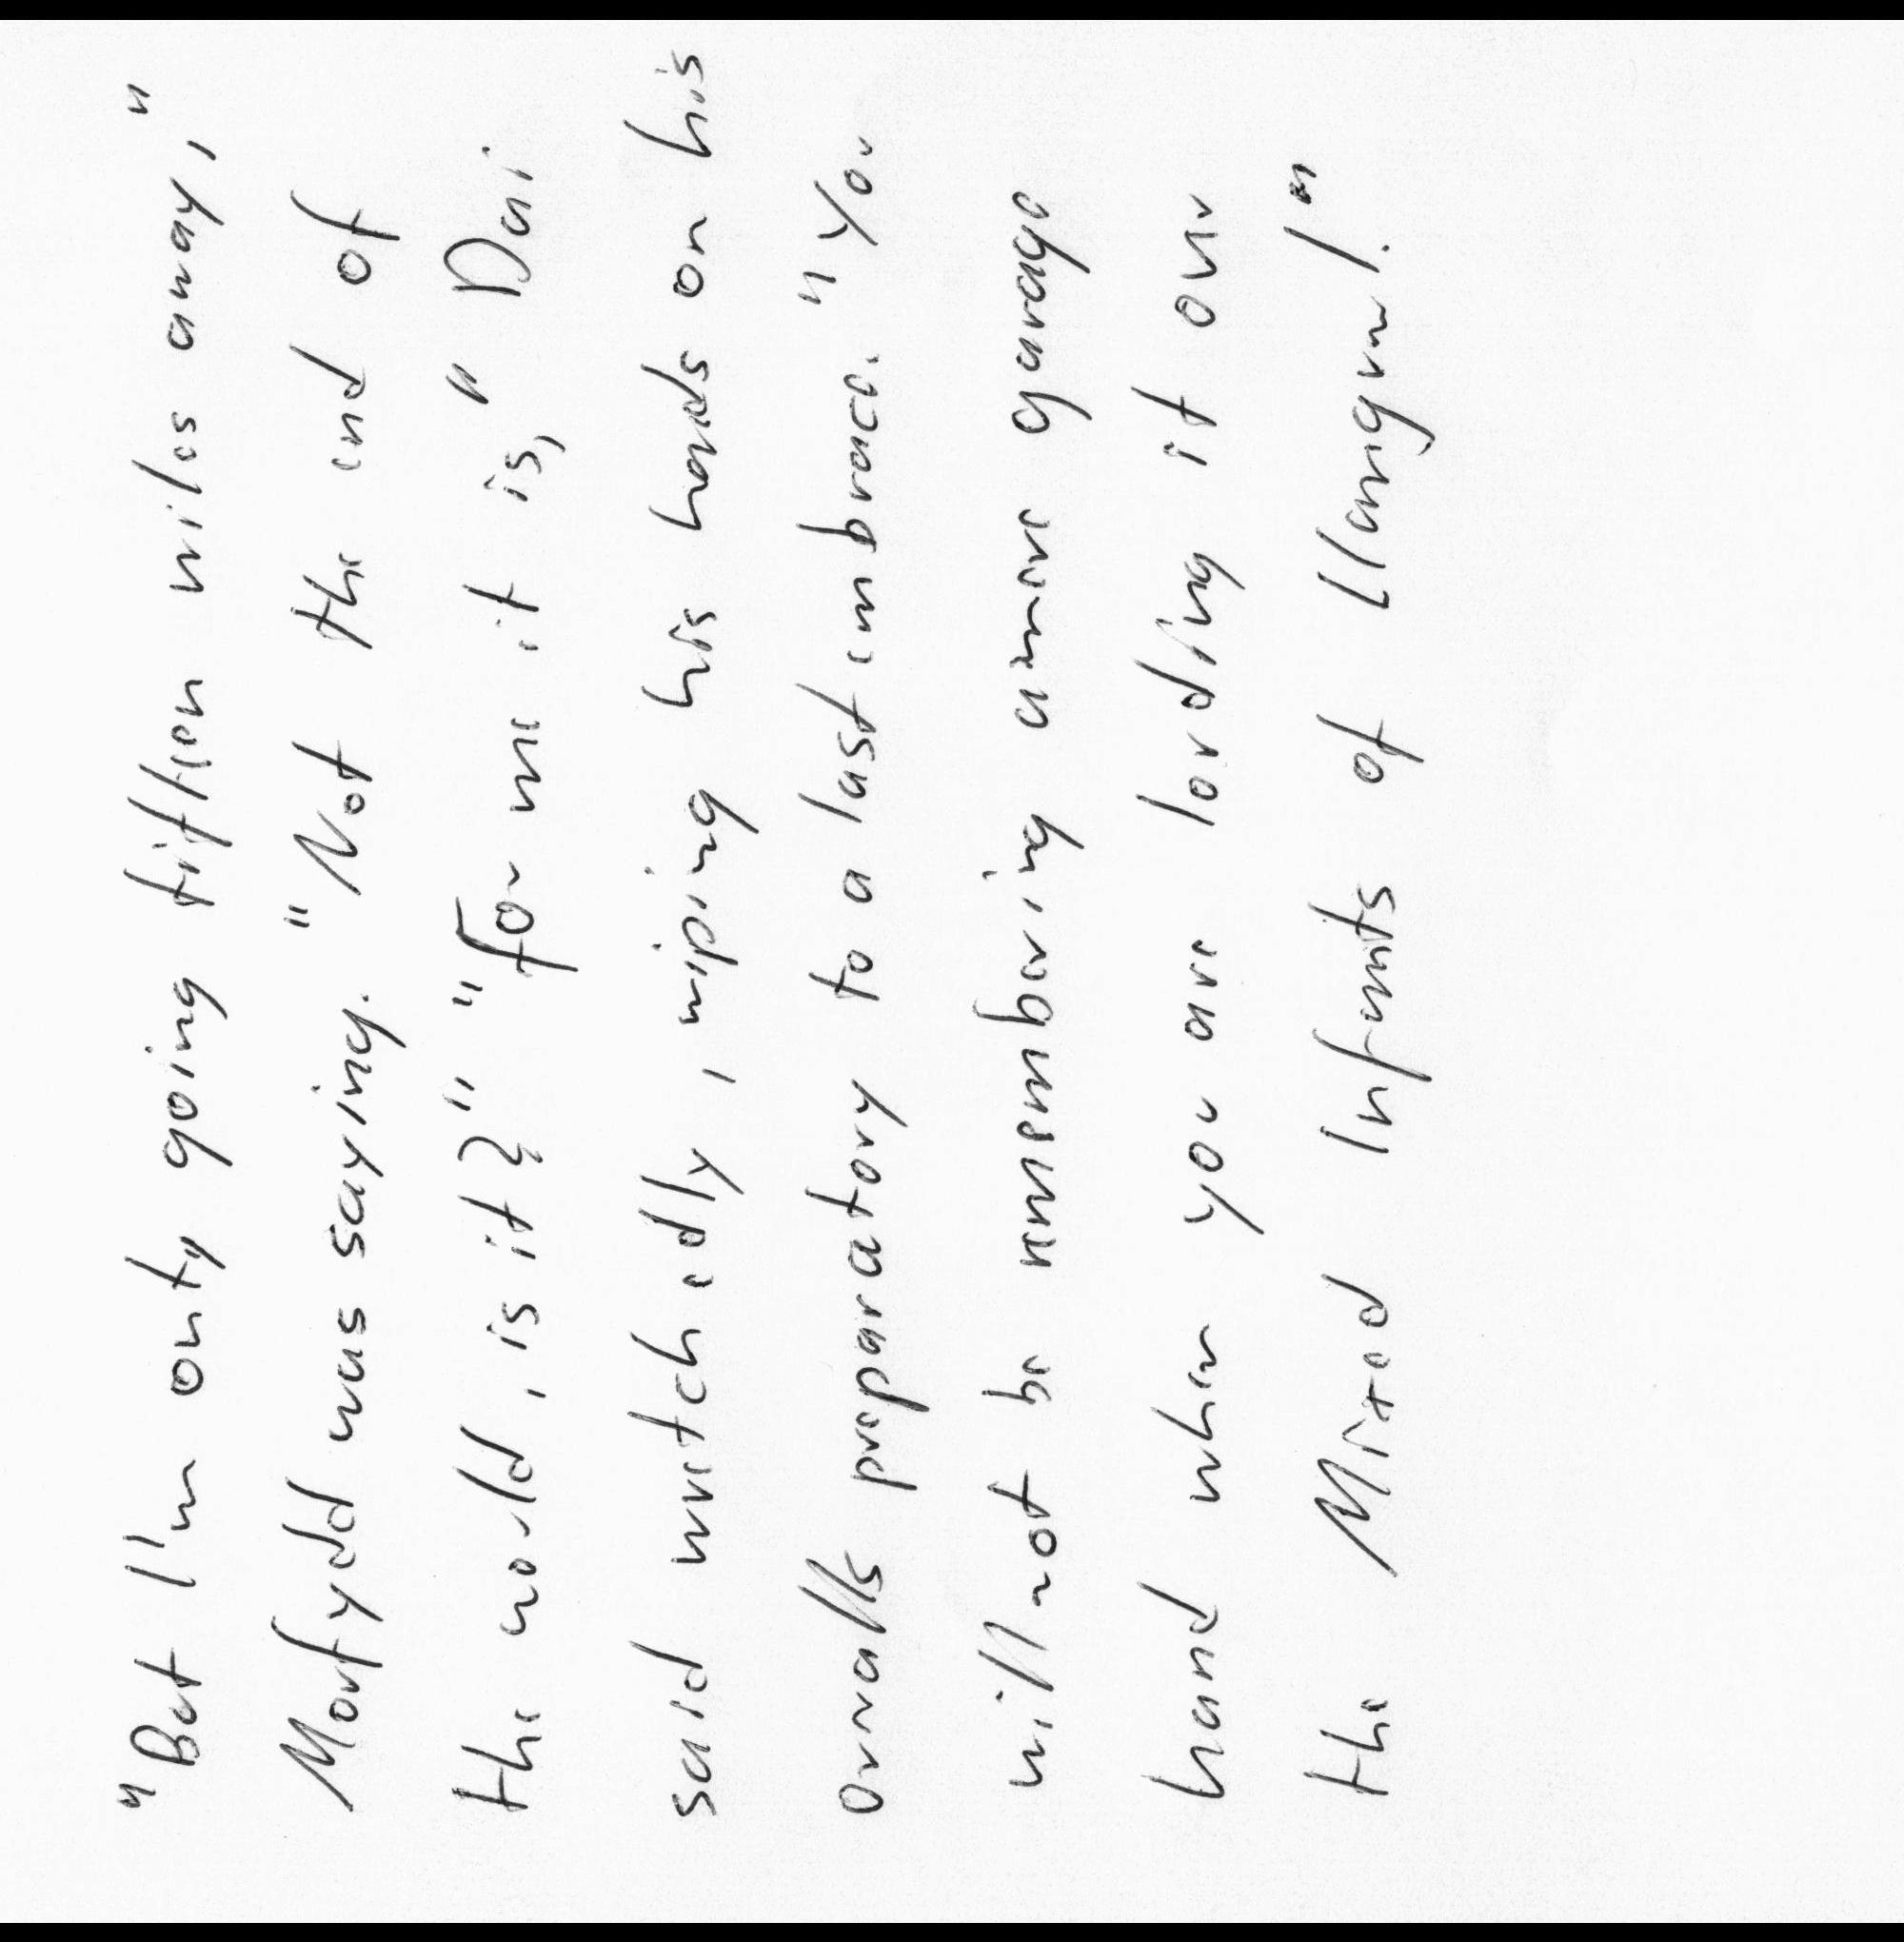 "But I'm only going fifteen miles away,"
Morfydd was saying. "Not the end of
the world, is it?" "For me it is," Dai
said wretchedly, wiping his hands on his
overalls preparatory to a last embrace. "You
will not be remembering a mere garage
hand when you are lording it over
the Mixed Infants of Llangrwl!"